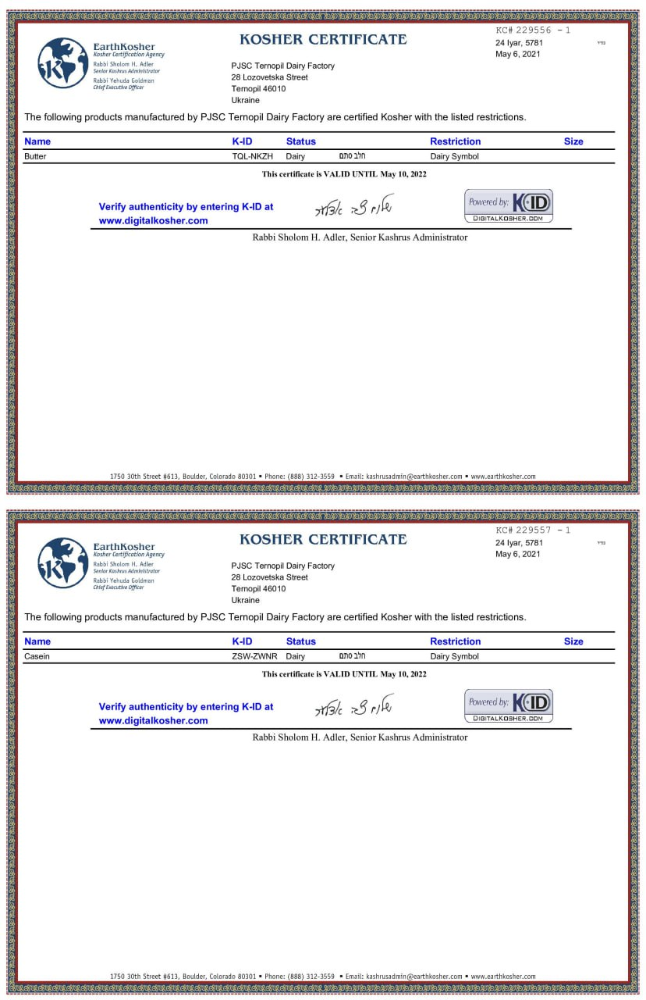 KC# 229556 - 1
KOSHER CERTIFICATE
24 Iyar, 5781
בס״ד
May 6, 2021
EarthKosher
Kosher Certification Agency
Rabbi Sholom H. Adler
Senior Kashrus Administrator
Rabbi Yehuda Goldman
Chief Executive Officer
K
PJSC Ternopil Dairy Factory
28 Lozovetska Street
Ternopil 46010
Ukraine
The following products manufactured by PJSC Ternopil Dairy Factory are certified Kosher with the listed restrictions.
Name K-ID Status Restriction Size
Butter TQL-NKZH Dairy חלב סתם Dairy Symbol
This certificate is VALID UNTIL May 10, 2022
Verify authenticity by entering K-ID at
www.digitalkosher.com
Powered by: K•ID
DIGITALKOSHER.COM
Rabbi Sholom H. Adler, Senior Kashrus Administrator
1750 30th Street #613, Boulder, Colorado 80301 ▪ Phone: (888) 312-3559 ▪ Email: kashrusadmin@earthkosher.com ▪ www.earthkosher.com
KC# 229557 - 1
KOSHER CERTIFICATE
24 Iyar, 5781
בס״ד
May 6, 2021
EarthKosher
Kosher Certification Agency
Rabbi Sholom H. Adler
Senior Kashrus Administrator
Rabbi Yehuda Goldman
Chief Executive Officer
K
PJSC Ternopil Dairy Factory
28 Lozovetska Street
Ternopil 46010
Ukraine
The following products manufactured by PJSC Ternopil Dairy Factory are certified Kosher with the listed restrictions.
Name K-ID Status Restriction Size
Casein ZSW-ZWNR Dairy חלב סתם Dairy Symbol
This certificate is VALID UNTIL May 10, 2022
Verify authenticity by entering K-ID at
www.digitalkosher.com
Powered by: K•ID
DIGITALKOSHER.COM
Rabbi Sholom H. Adler, Senior Kashrus Administrator
1750 30th Street #613, Boulder, Colorado 80301 ▪ Phone: (888) 312-3559 ▪ Email: kashrusadmin@earthkosher.com ▪ www.earthkosher.com